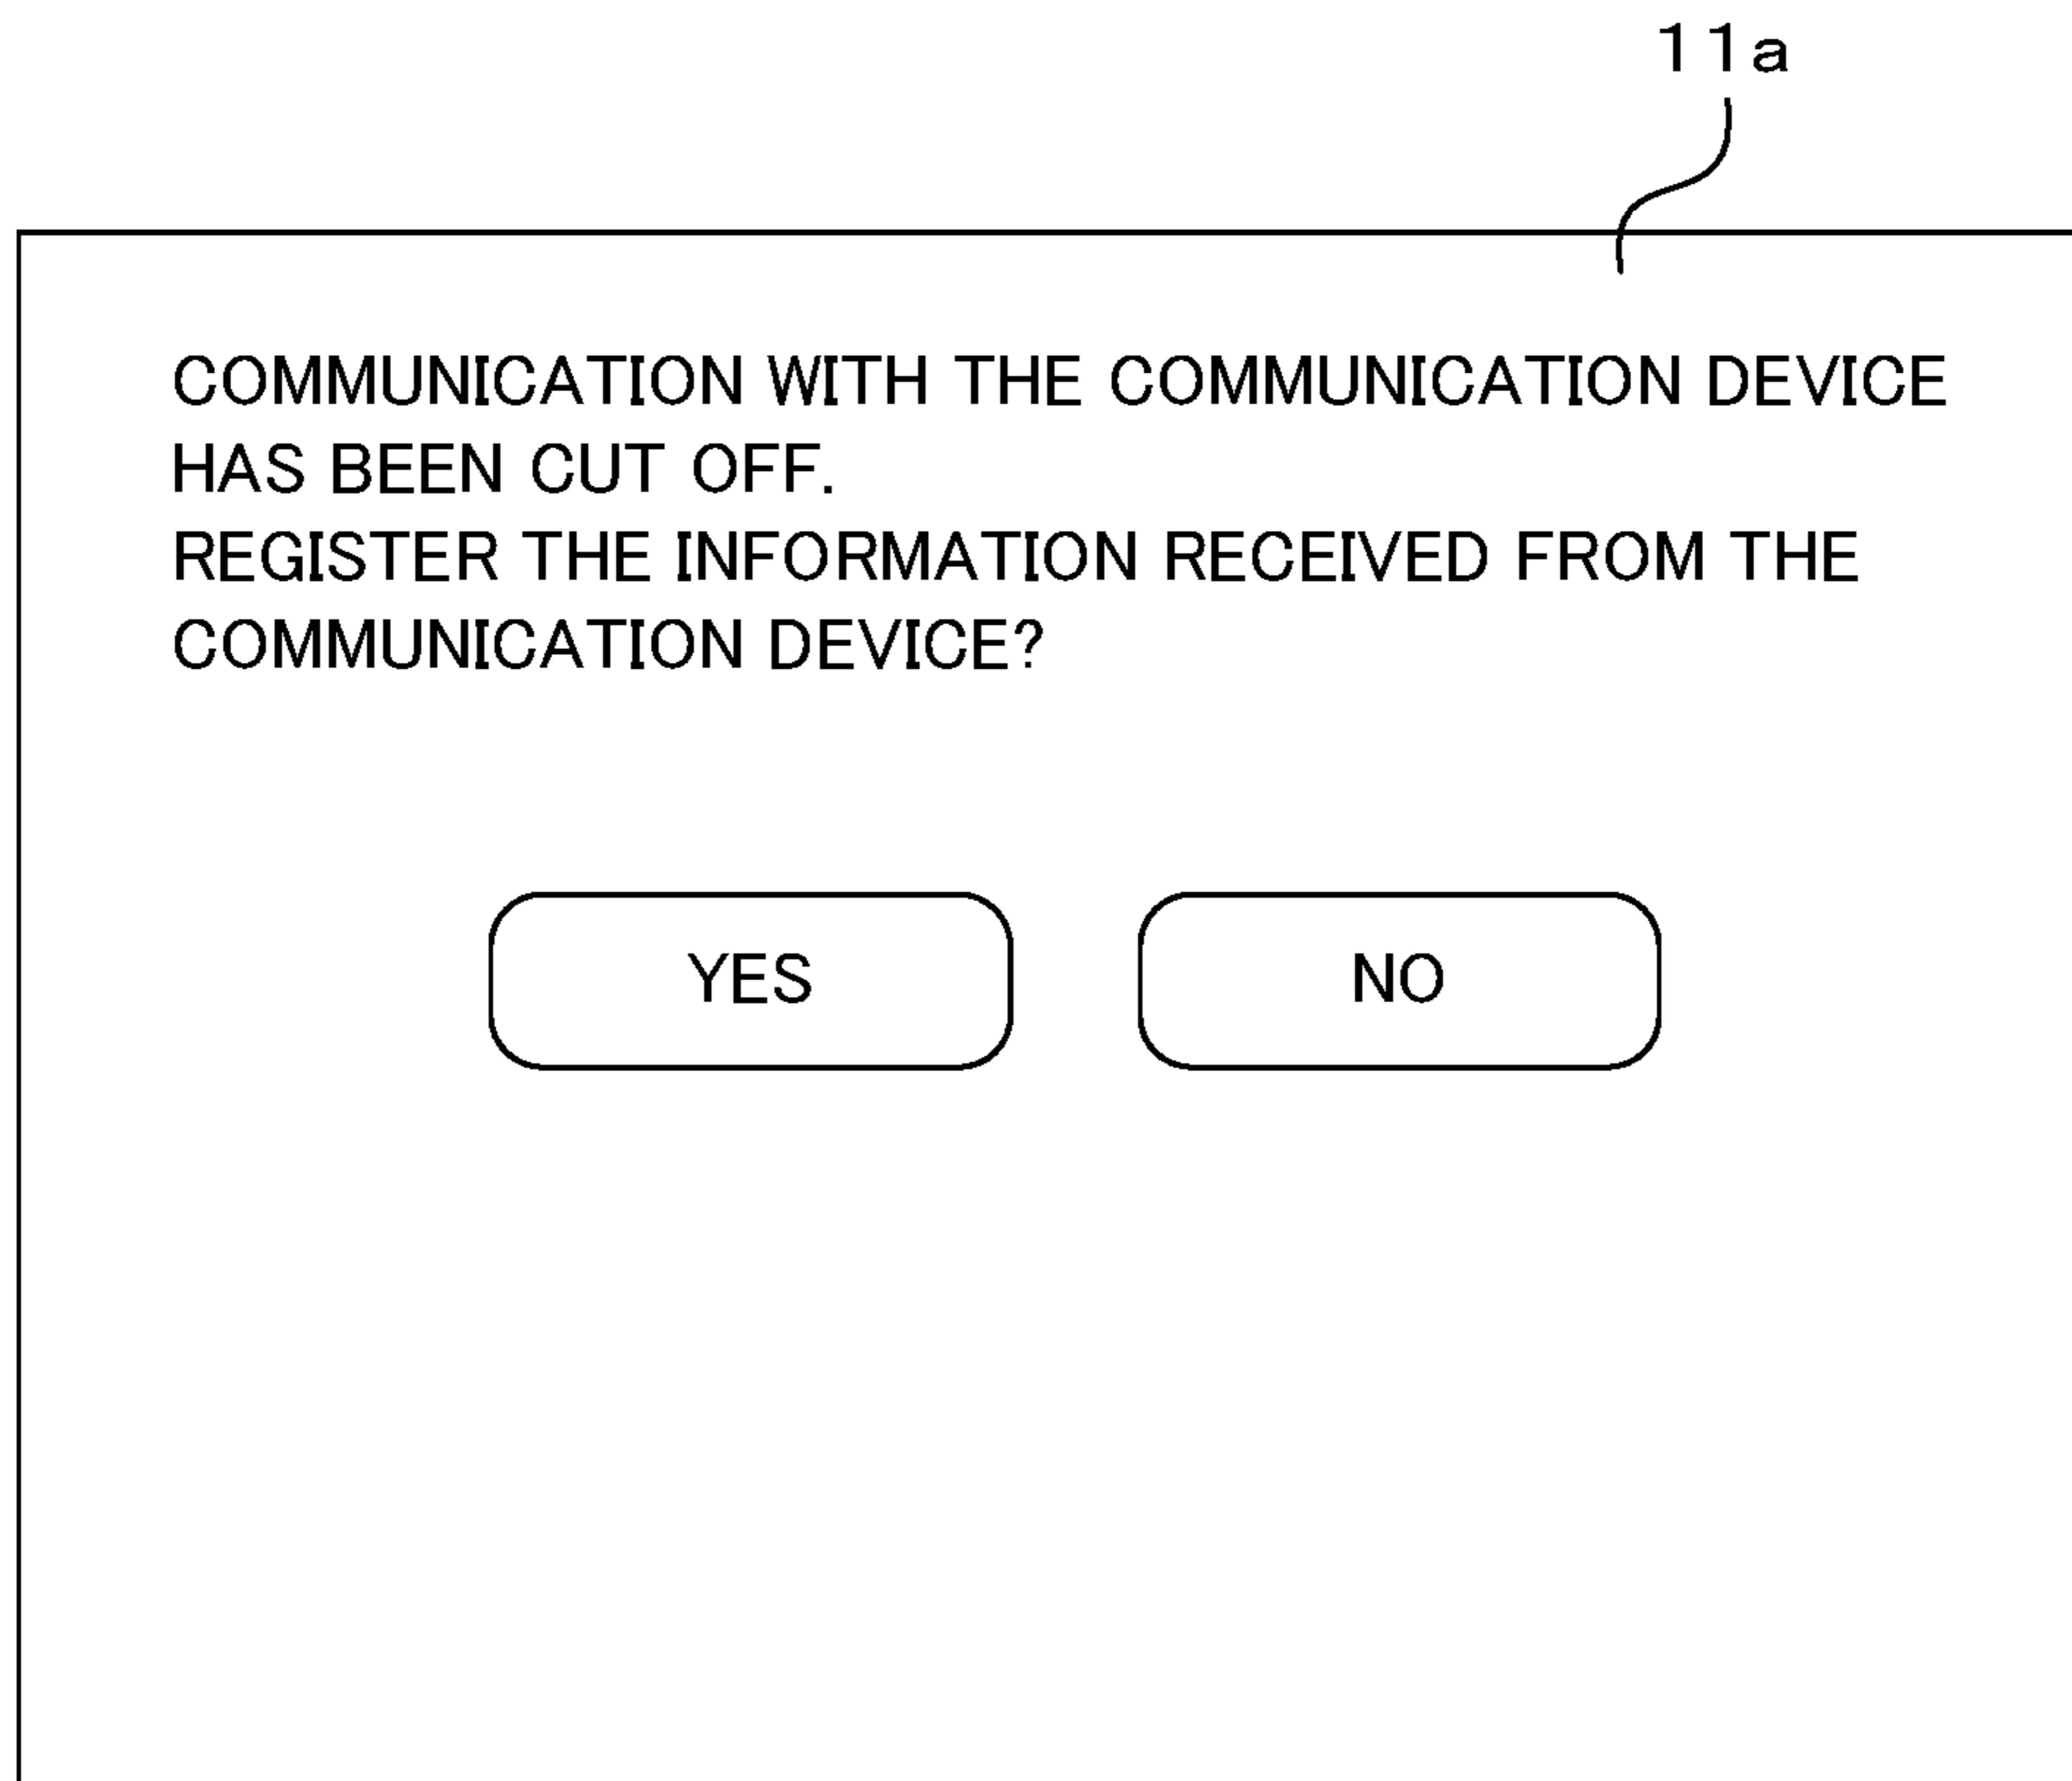 11a
COMMUNICATION WITH THE COMMUNICATION DEVICE
HAS BEEN CUT OFF.
REGISTER THE INFORMATION RECEIVED FROM THE
COMMUNICATION DEVICE?
YES
NO